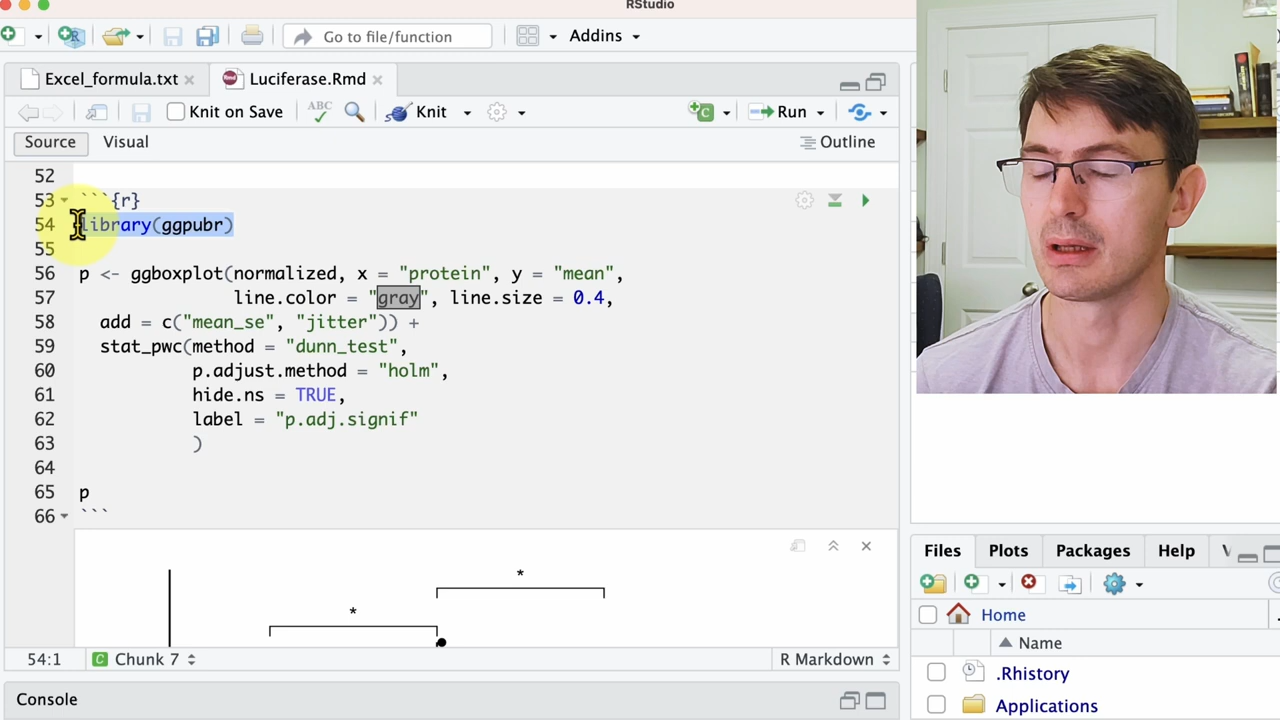 RStudio
Go to file/function
Addins
Excel_formula.txt
Luciferase.Rmd
Knit on Save
ABC
Knit
Run
Source
Visual
Outline
52
53 ```{r}
54 library(ggpubr)
55
56 p <- ggboxplot(normalized, x = "protein", y = "mean",
57 line.color = "gray", line.size = 0.4,
58 add = c("mean_se", "jitter")) +
59 stat_pwc(method = "dunn_test",
60 p.adjust.method = "holm",
61 hide.ns = TRUE,
62 label = "p.adj.signif"
63 )
64
65 p
66 ```
*
*
54:1
Chunk 7
R Markdown
Console
Files
Plots
Packages
Help
V
Home
Name
.Rhistory
Applications